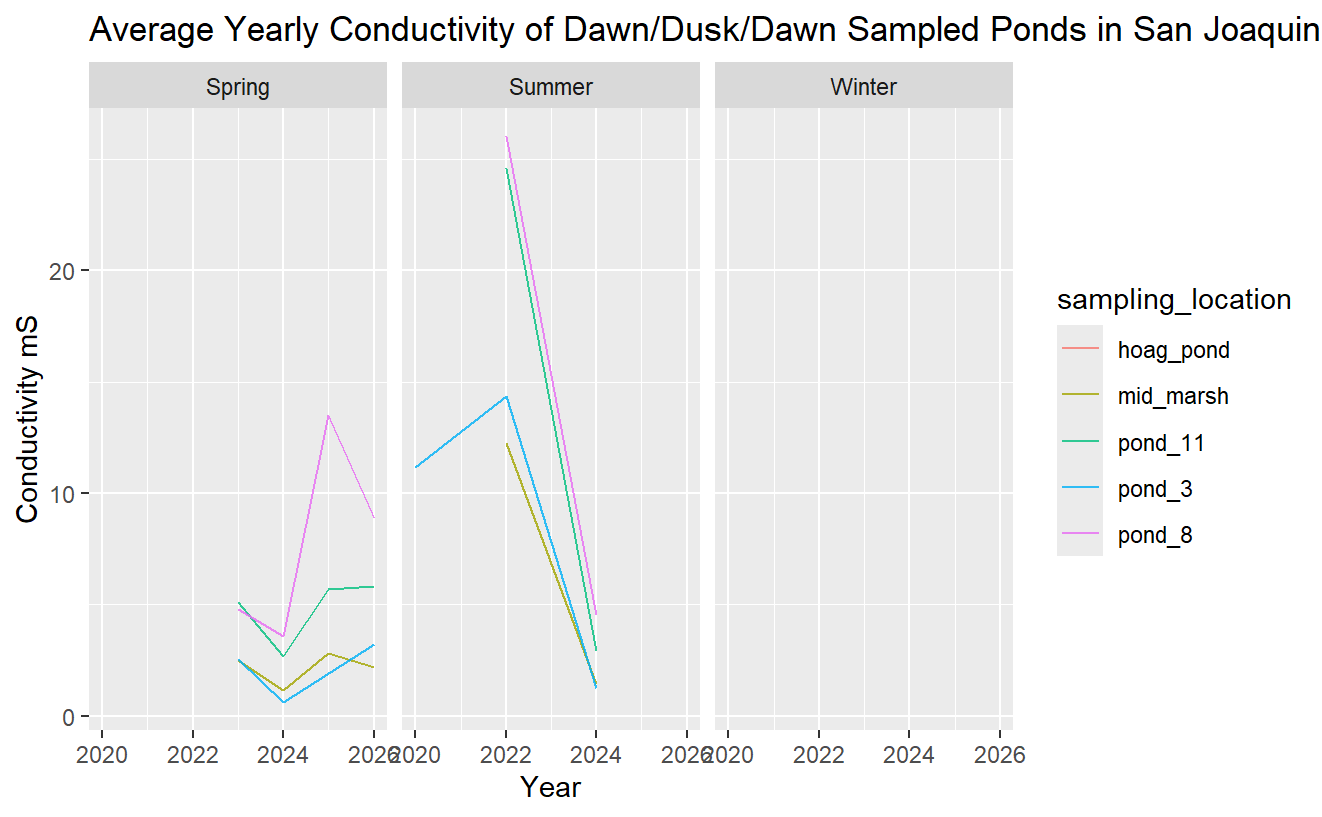 Average Yearly Conductivity of Dawn/Dusk/Dawn Sampled Ponds in San Joaquin
Spring Summer Winter
20
10
0
Conductivity mS
2020 2022 2024 2026 2020 2022 2024 2026 2020 2022 2024 2026
Year
sampling_location
hoag_pond
mid_marsh
pond_11
pond_3
pond_8